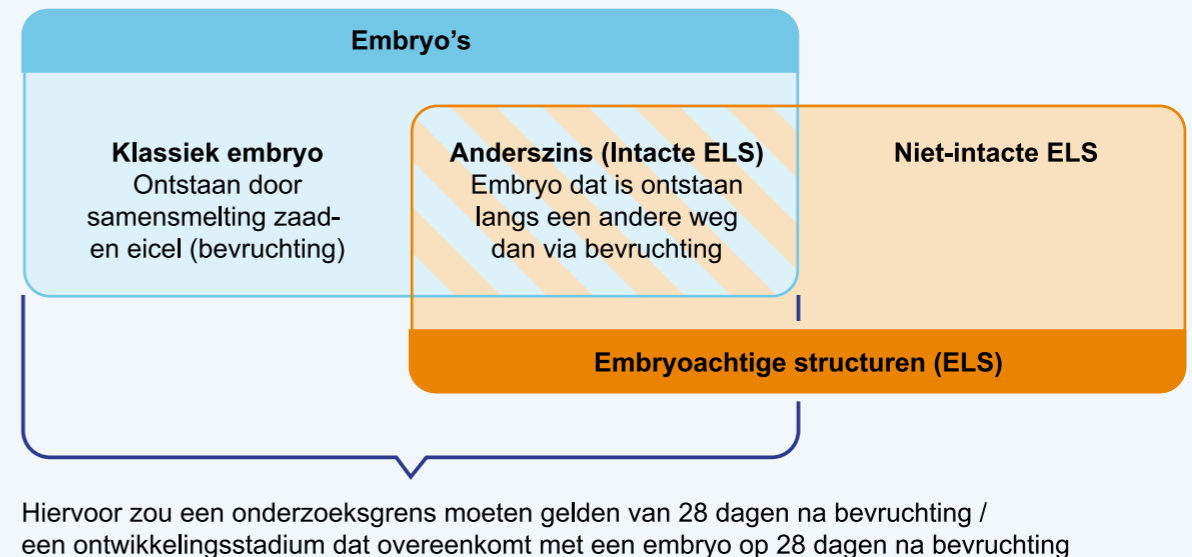 Embryo’s
Klassiek embryo
Ontstaan door
samensmelting zaad-
en eicel (bevruchting)
Anderszins (Intacte ELS)
Embryo dat is ontstaan
langs een andere weg
dan via bevruchting
Niet-intacte ELS
Embryoachtige structuren (ELS)
Hiervoor zou een onderzoeksgrens moeten gelden van 28 dagen na bevruchting /
een ontwikkelingsstadium dat overeenkomt met een embryo op 28 dagen na bevruchting